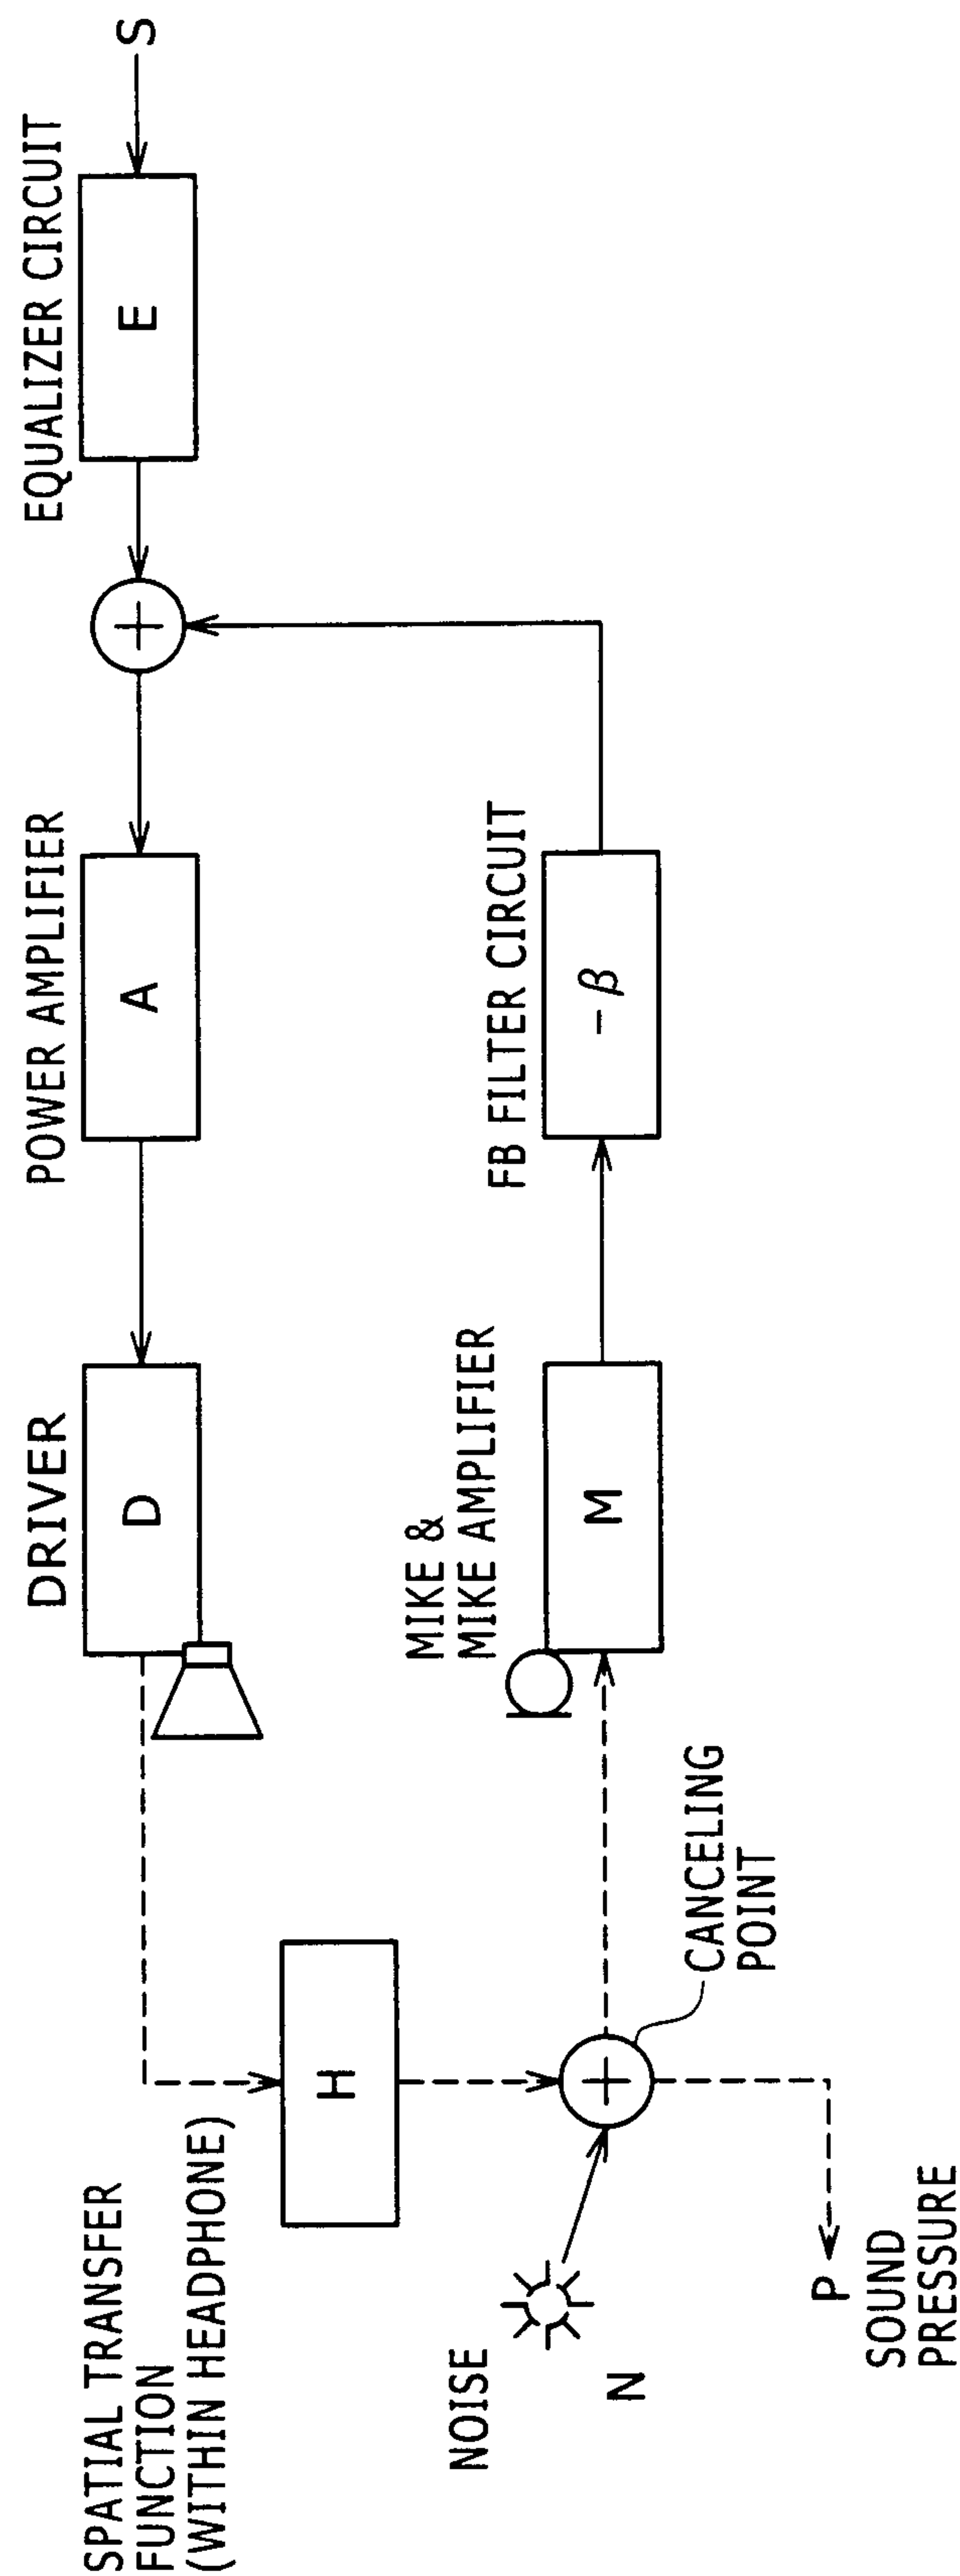 SPATIAL TRANSFER
FUNCTION
(WITHIN HEADPHONE)
DRIVER
POWER AMPLIFIER
EQUALIZER CIRCUIT
D
A
+
E
S
H
MIKE &
MIKE AMPLIFIER
FB FILTER CIRCUIT
NOISE
N
+
M
-β
CANCELING
POINT
P
SOUND
PRESSURE